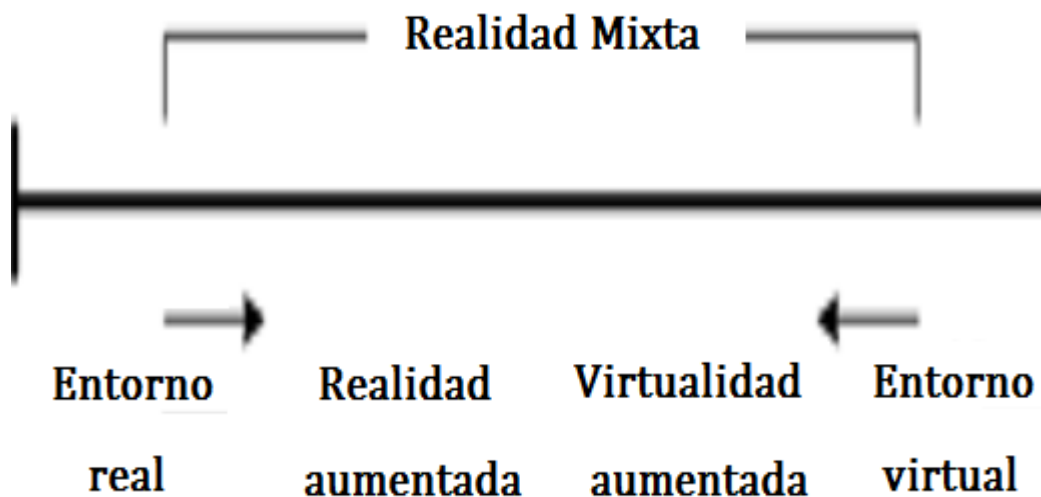 Realidad Mixta
Entorno real
Realidad aumentada
Virtualidad aumentada
Entorno virtual